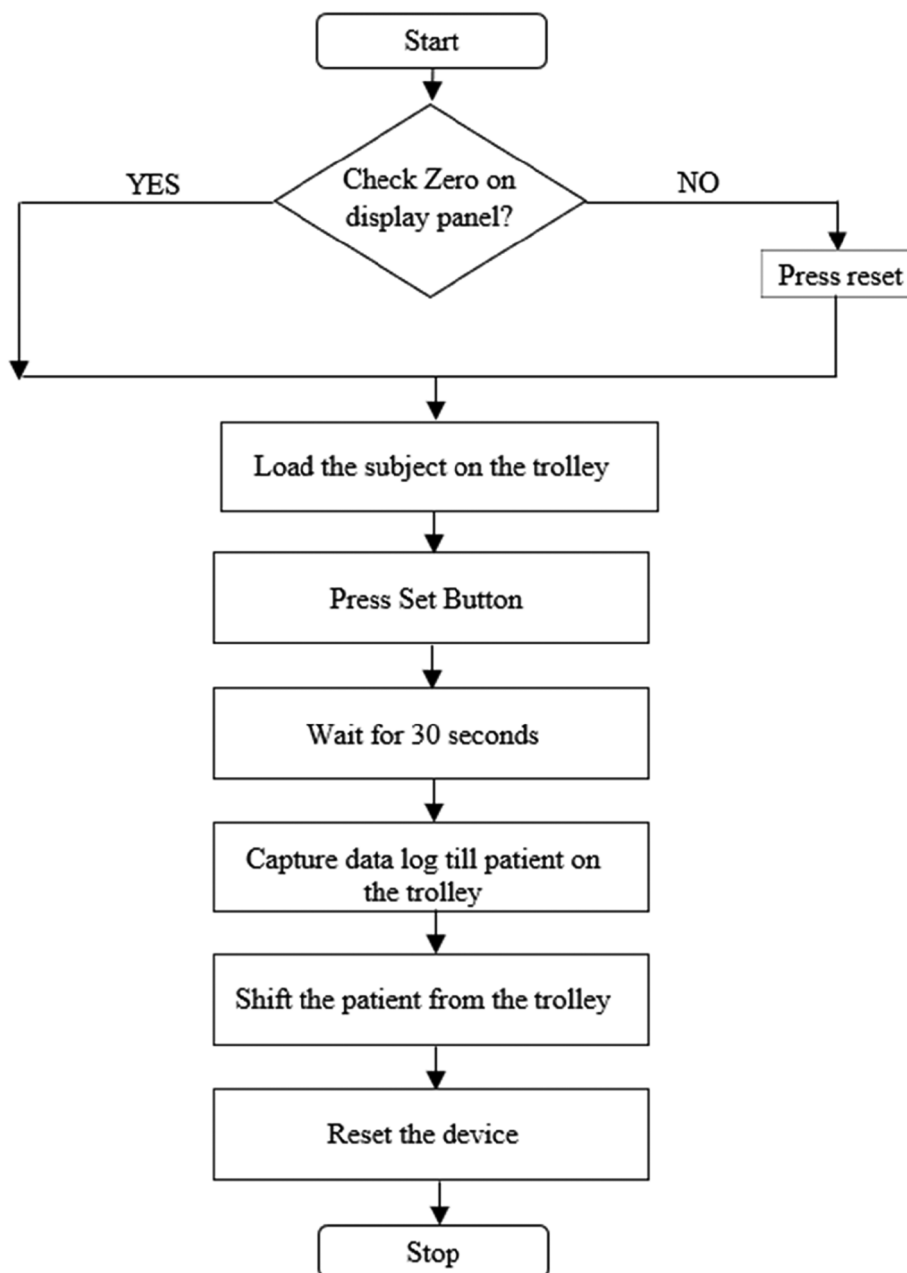 Start
Check Zero on
display panel?
YES
NO
Press reset
Load the subject on the trolley
Press Set Button
Wait for 30 seconds
Capture data log till patient on
the trolley
Shift the patient from the trolley
Reset the device
Stop